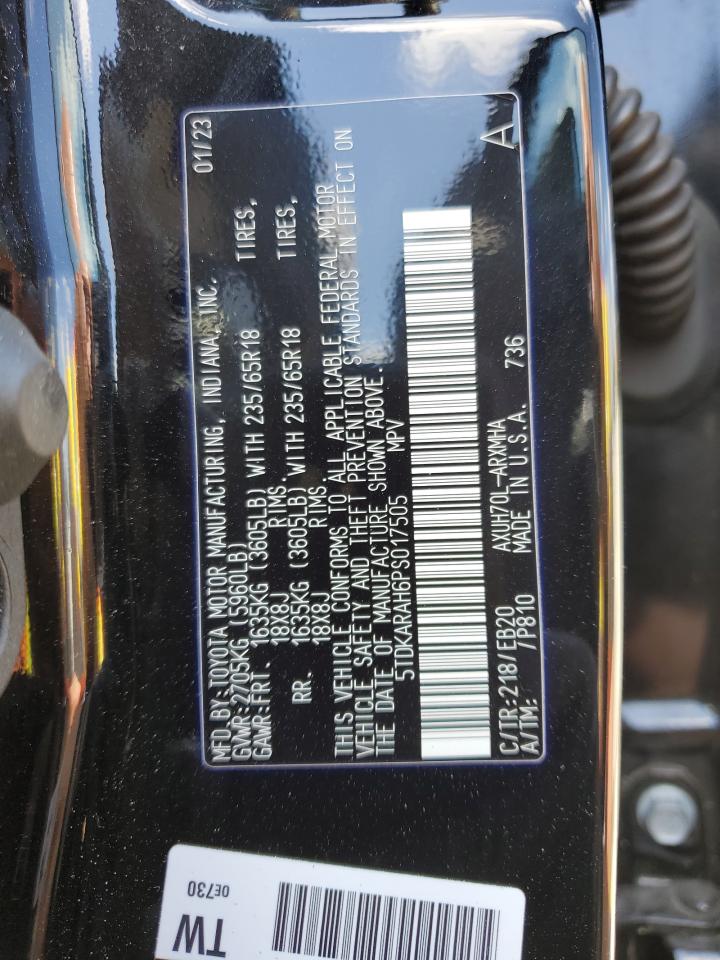 MFD.BY:TOYOTA MOTOR MANUFACTURING, INDIANA, INC. 01/23
GVWR:2705KG(5960LB)
GAWR:FRT. 1635KG (3605LB) WITH 235/65R18 TIRES,
18X8J RIMS.
RR. 1635KG (3605LB) WITH 235/65R18 TIRES,
18X8J RIMS.
THIS VEHICLE CONFORMS TO ALL APPLICABLE FEDERAL MOTOR
VEHICLE SAFETY AND THEFT PREVENTION STANDARDS IN EFFECT ON
THE DATE OF MANUFACTURE SHOWN ABOVE.
5TDKARAH6PS017505 MPV
C/TR:218/EB20 AXUH70L-ARXMHA A
A/TM: /P810 MADE IN U.S.A. 736
TW
0E730